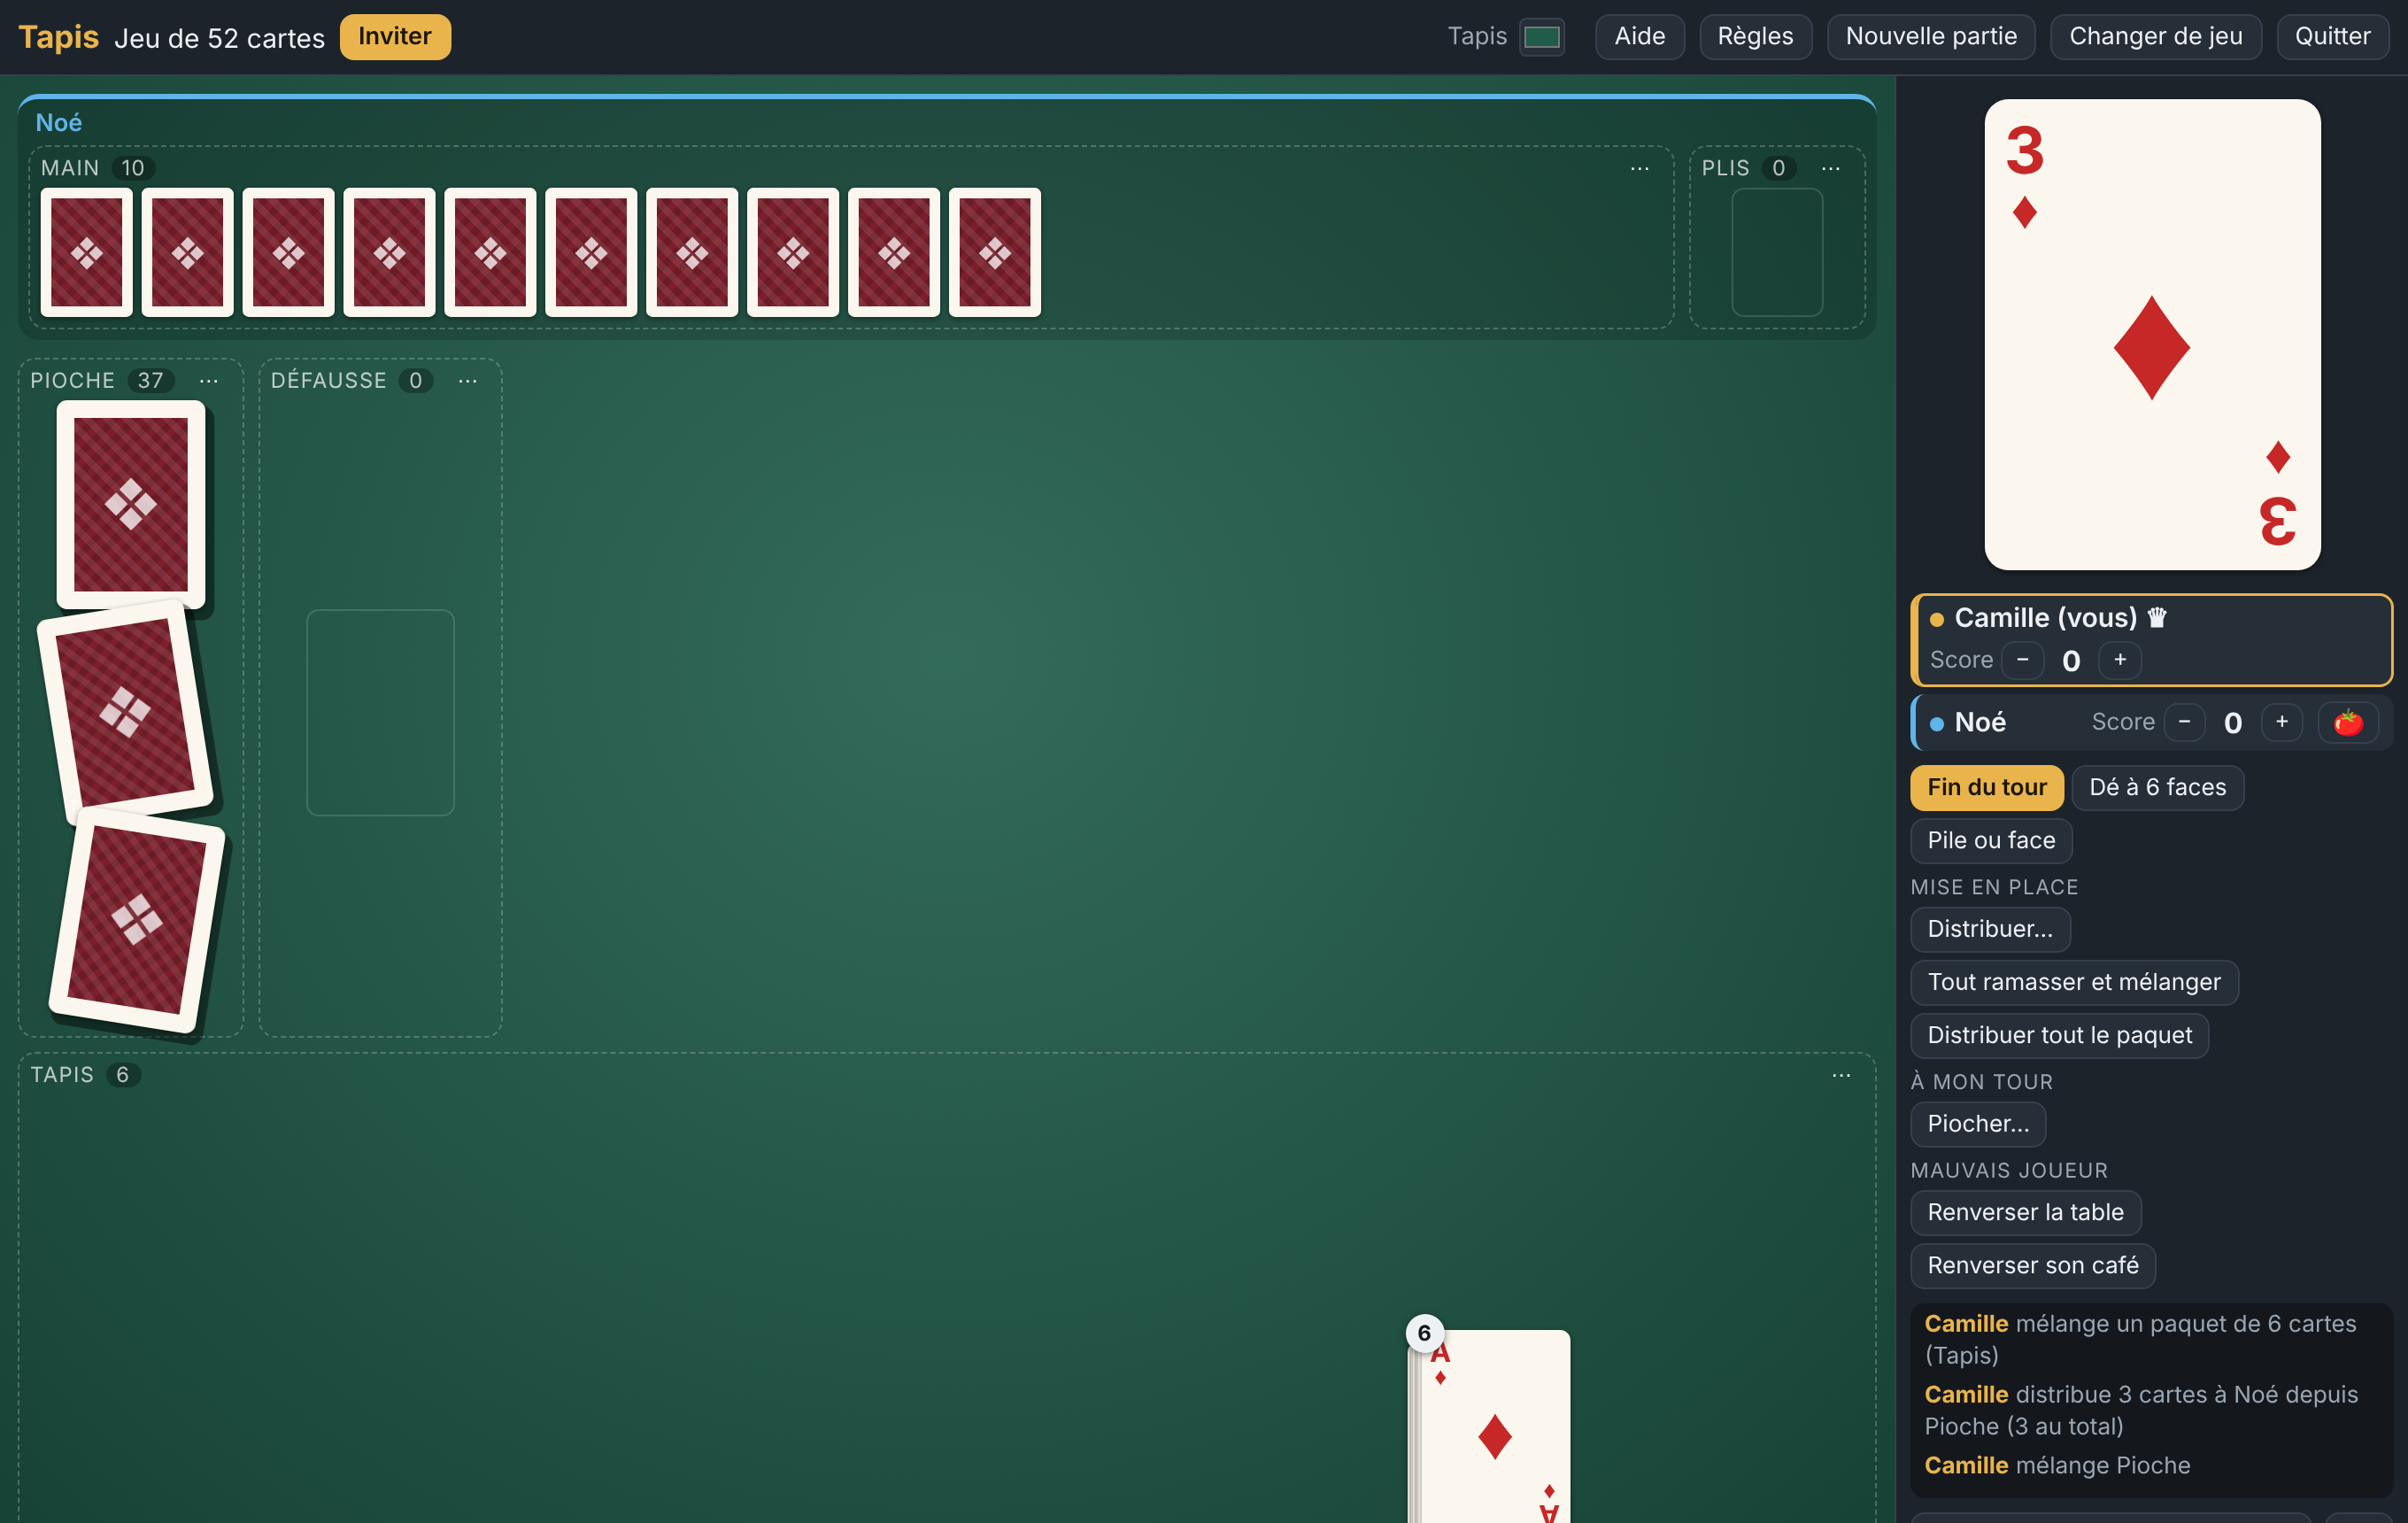 Tapis Jeu de 52 cartes Inviter Tapis Aide Règles Nouvelle partie Changer de jeu Quitter
Noé
MAIN 10 ...
PLIS 0 ...
PIOCHE 37 ...
DÉFAUSSE 0 ...
TAPIS 6 ...
6
A
A
3
3
Camille (vous)
Score − 0 +
Noé Score − 0 +
Fin du tour Dé à 6 faces
Pile ou face
MISE EN PLACE
Distribuer...
Tout ramasser et mélanger
Distribuer tout le paquet
À MON TOUR
Piocher...
MAUVAIS JOUEUR
Renverser la table
Renverser son café
Camille mélange un paquet de 6 cartes
(Tapis)
Camille distribue 3 cartes à Noé depuis
Pioche (3 au total)
Camille mélange Pioche